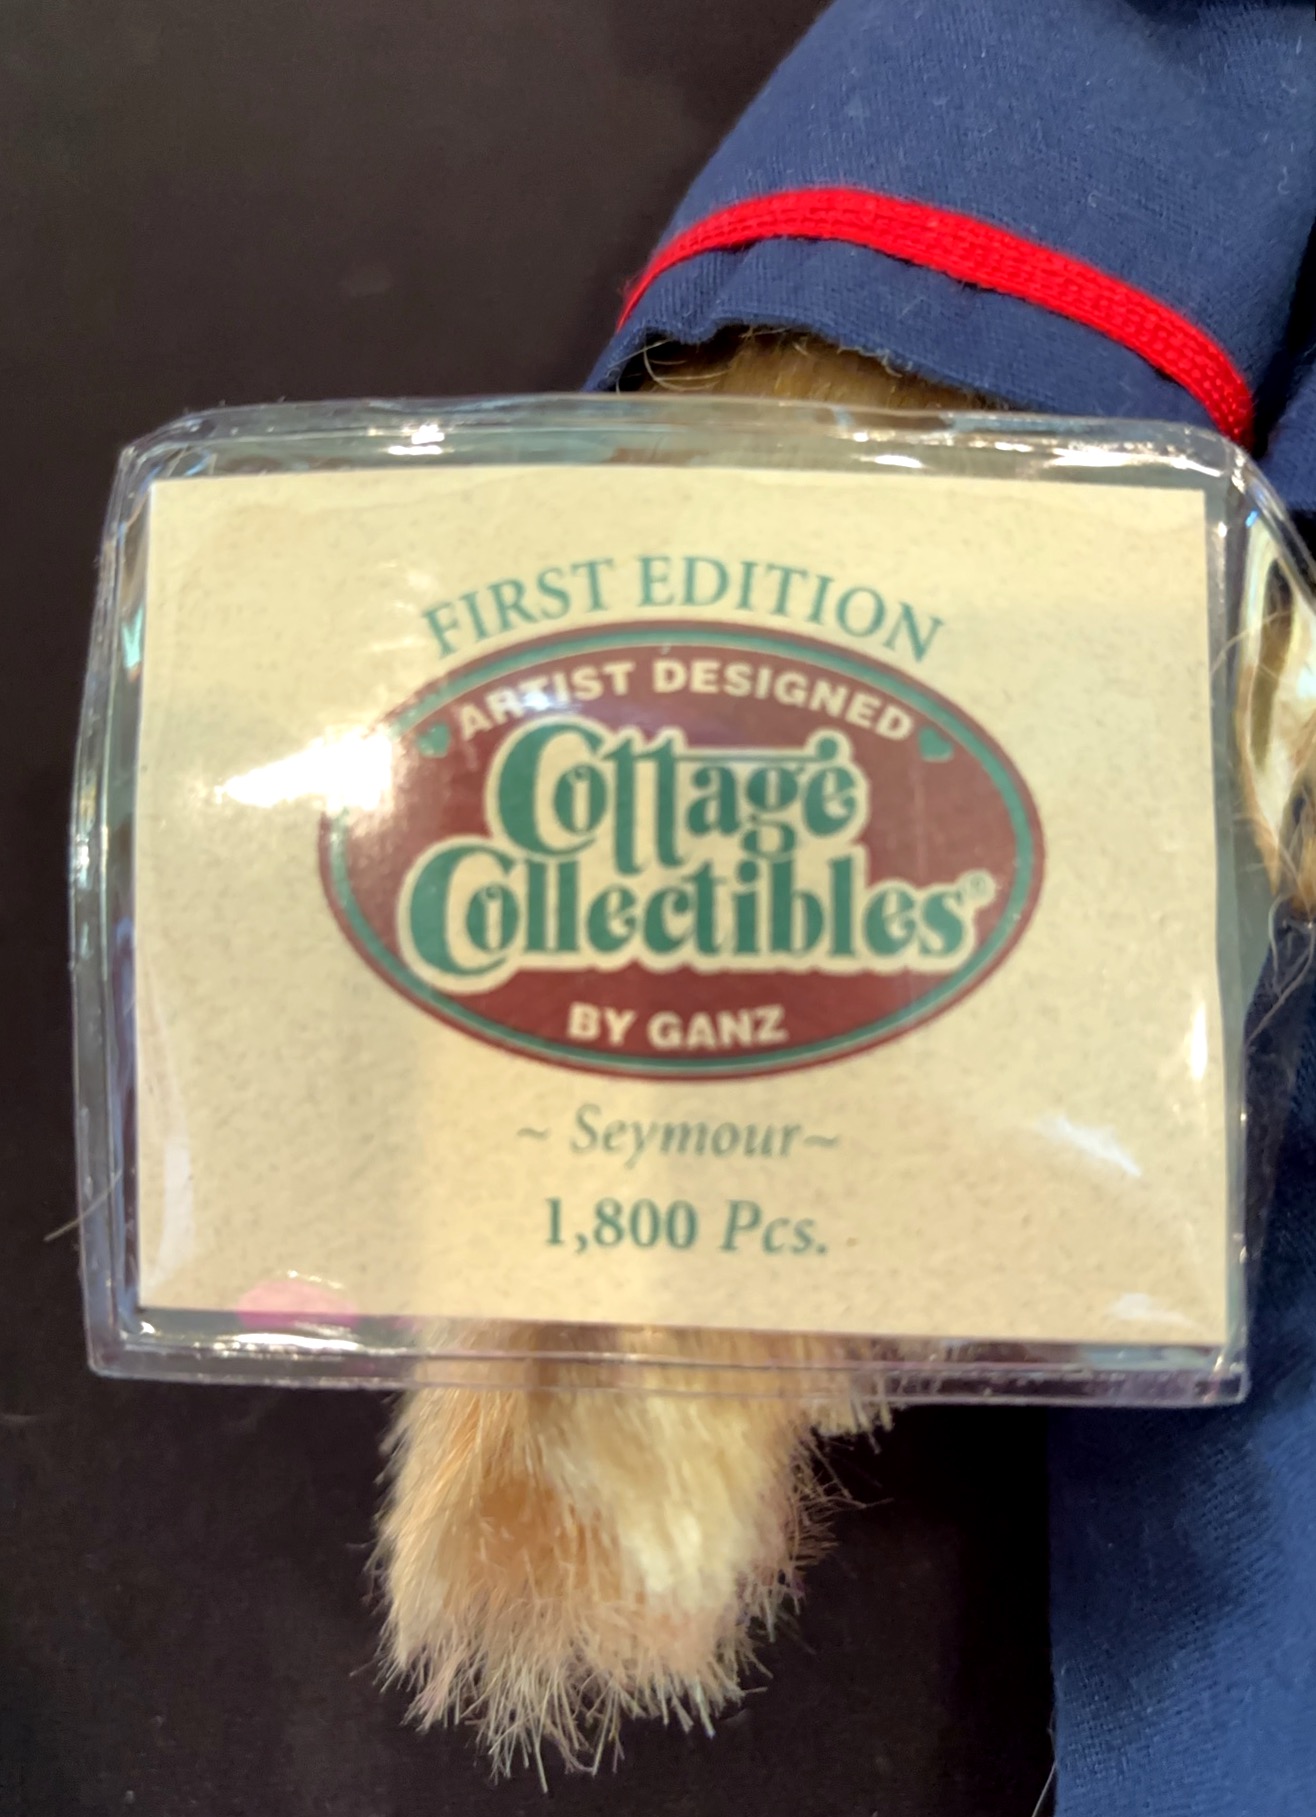 FIRST EDITION
ARTIST DESIGNED
Cottage
Collectibles®
BY GANZ
~ Seymour~
1,800 Pcs.